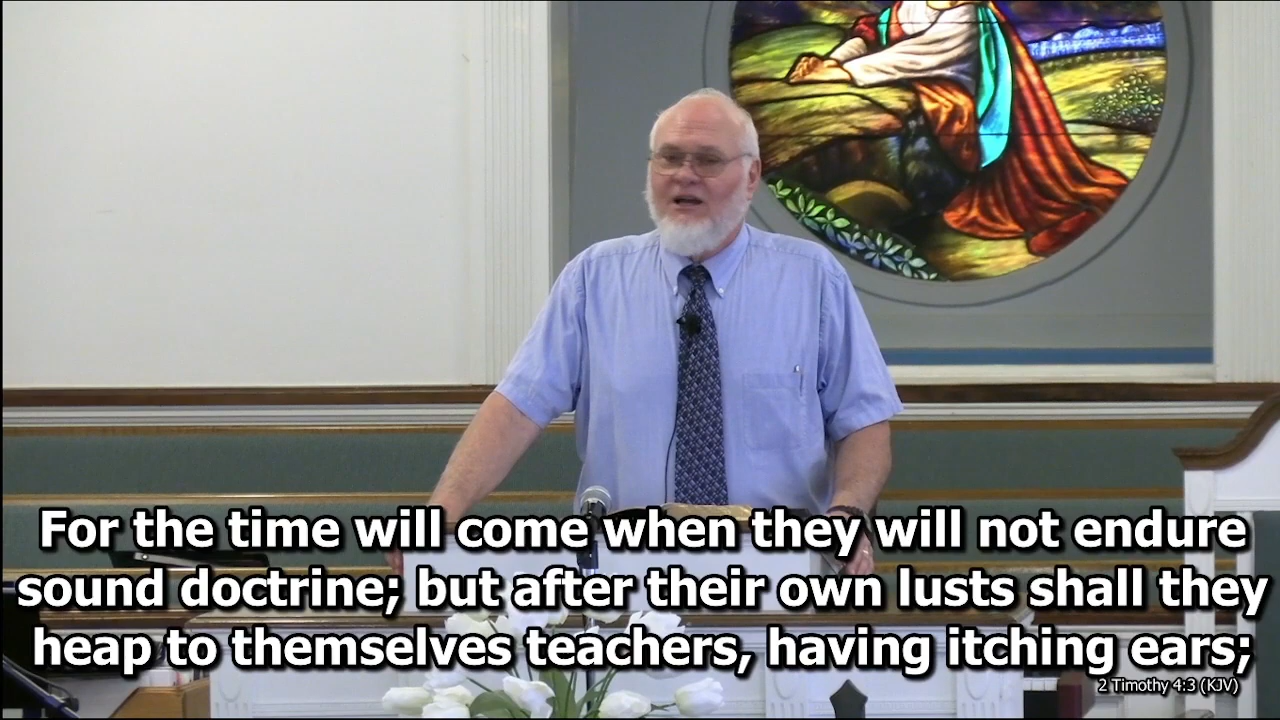 For the time will come when they will not endure
sound doctrine; but after their own lusts shall they
heap to themselves teachers, having itching ears;
2 Timothy 4:3 (KJV)